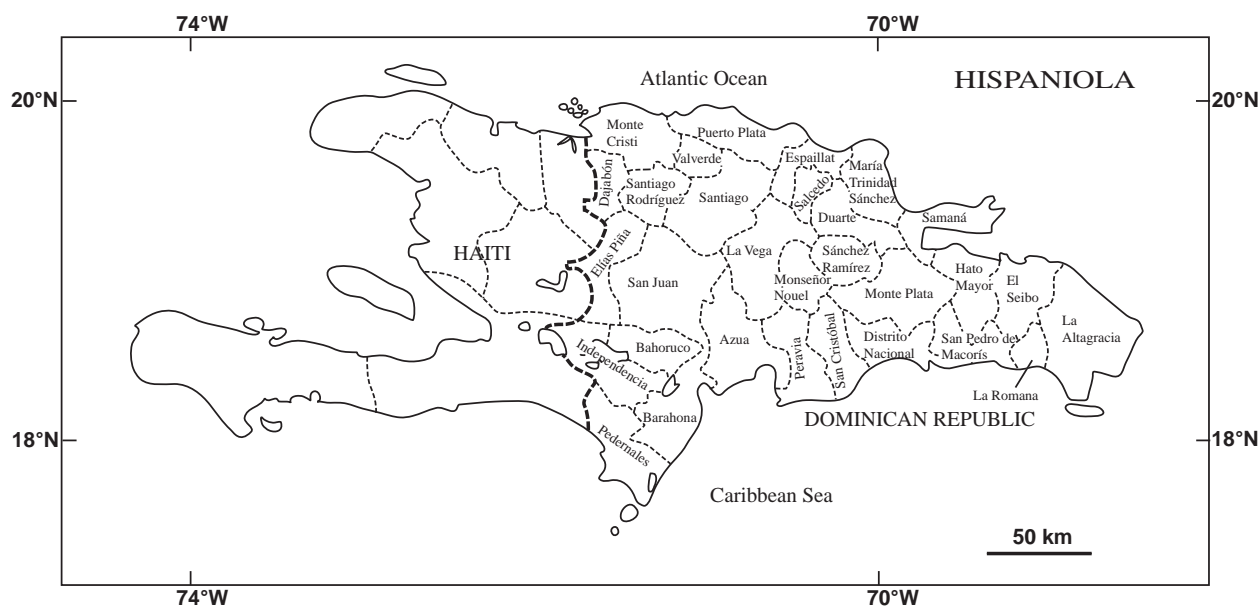 74°W
70°W
Atlantic Ocean
HISPANIOLA
20°N
20°N
Monte
Cristi
Puerto Plata
Valverde
Espaillat
María
Trinidad
Sánchez
Dajabón
Santiago
Rodríguez
Santiago
Salcedo
Duarte
Samaná
HAITI
Elías Piña
La Vega
Sánchez
Ramírez
San Juan
Monseñor
Nouel
Monte Plata
Hato
Mayor
El
Seibo
La
Altagracia
Independencia
Bahoruco
Azua
Peravia
San Cristóbal
Distrito
Nacional
San Pedro de
Macorís
La Romana
Barahona
DOMINICAN REPUBLIC
Pedernales
18°N
18°N
Caribbean Sea
50 km
74°W
70°W